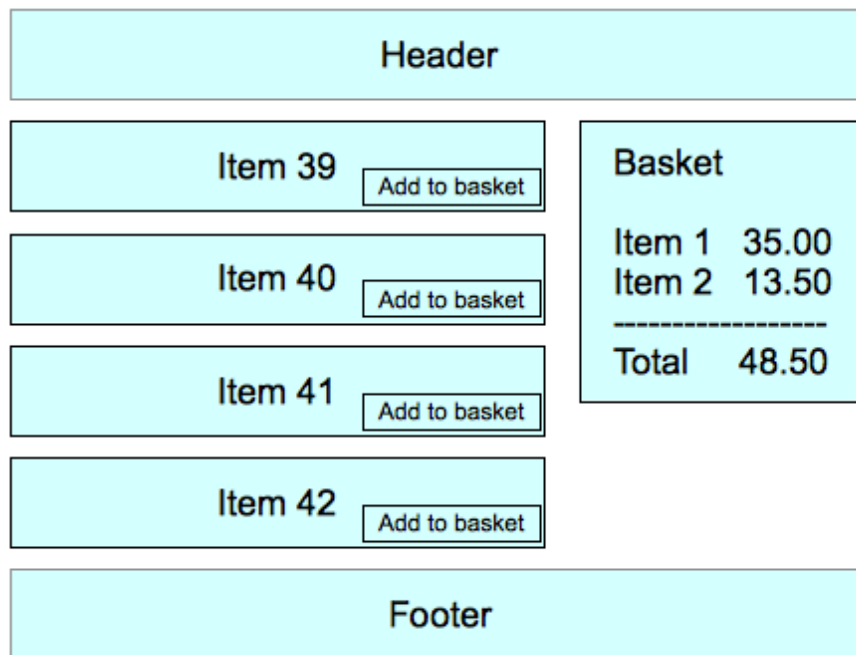 Header
Item 39
Add to basket
Item 40
Add to basket
Item 41
Add to basket
Item 42
Add to basket
Basket
Item 1 35.00
Item 2 13.50
------------------
Total 48.50
Footer